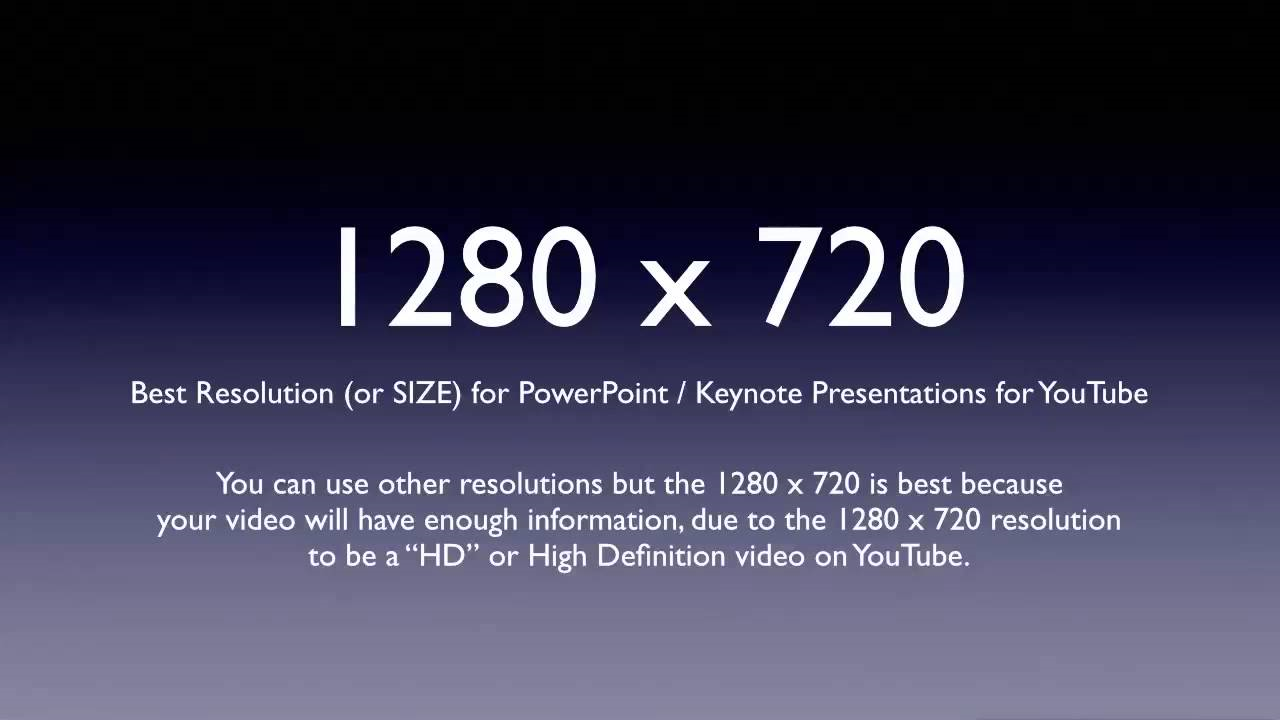 1280 x 720
Best Resolution (or SIZE) for PowerPoint / Keynote Presentations for YouTube
You can use other resolutions but the 1280 x 720 is best because
your video will have enough information, due to the 1280 x 720 resolution
to be a “HD” or High Definition video on YouTube.